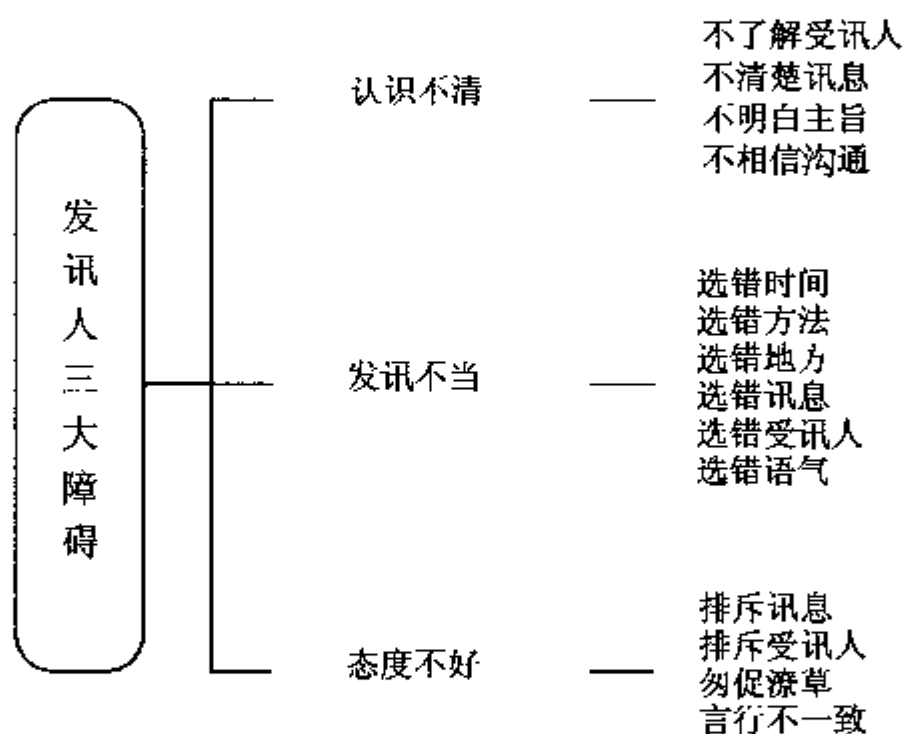 发讯人三大障碍
认识不清
不了解受讯人
不清楚讯息
不明白主旨
不相信沟通
发讯不当
选错时间
选错方法
选错地方
选错讯息
选错受讯人
选错语气
态度不好
排斥讯息
排斥受讯人
匆促潦草
言行不一致